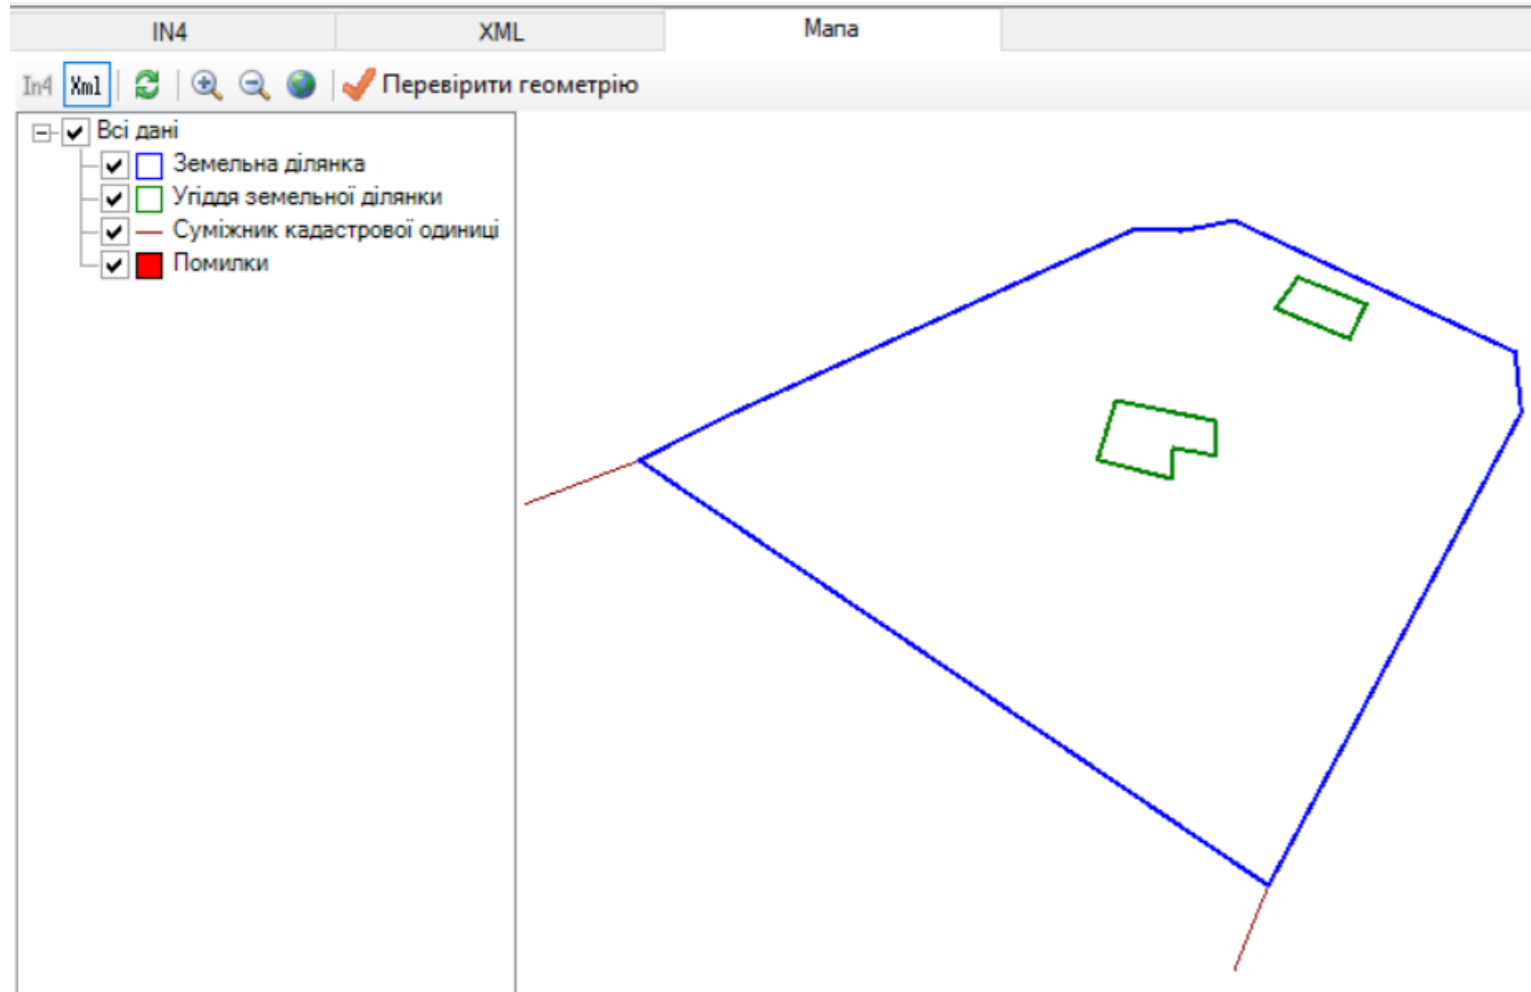 IN4 XML Мапа
In4 Xml Перевірити геометрію
Всі дані
Земельна ділянка
Угіддя земельної ділянки
Суміжник кадастрової одиниці
Помилки